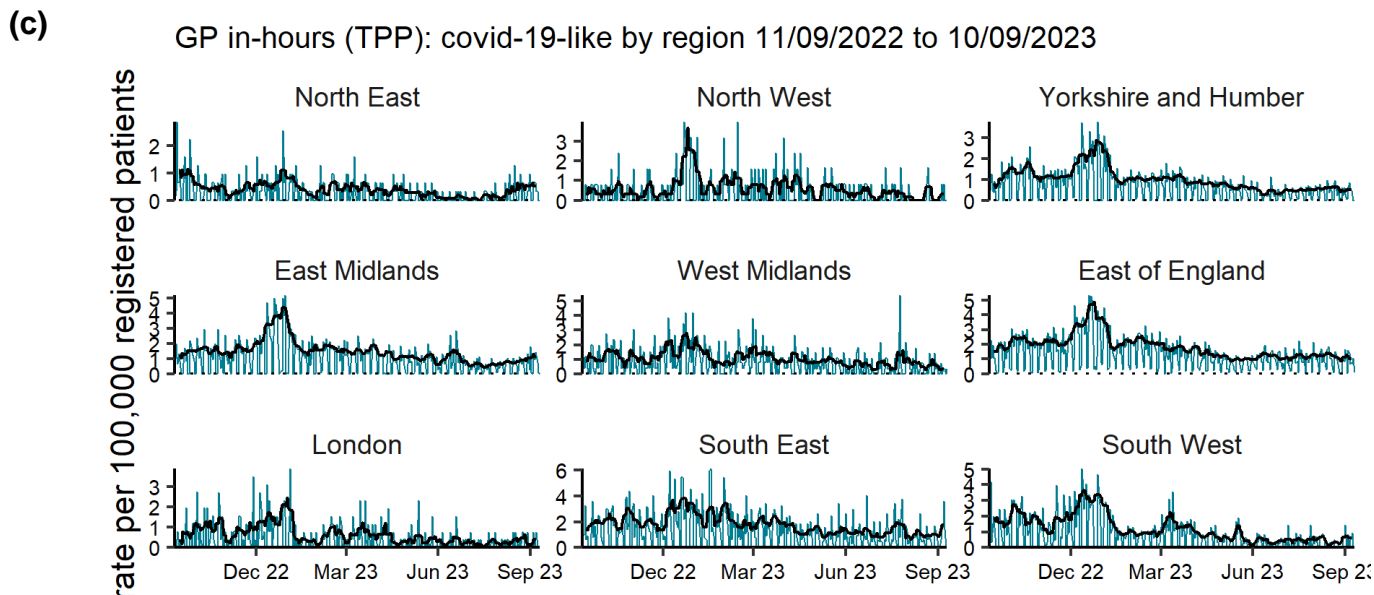 (c)
GP in-hours (TPP): covid-19-like by region 11/09/2022 to 10/09/2023
rate per 100,000 registered patients
North East
North West
Yorkshire and Humber
2
1
0
3
2
1
0
3
2
1
0
East Midlands
West Midlands
East of England
5
4
3
2
1
0
5
4
3
2
1
0
5
4
3
2
1
0
London
South East
South West
3
2
1
0
6
4
2
0
5
4
3
2
1
0
Dec 22 Mar 23 Jun 23 Sep 23
Dec 22 Mar 23 Jun 23 Sep 23
Dec 22 Mar 23 Jun 23 Sep 23